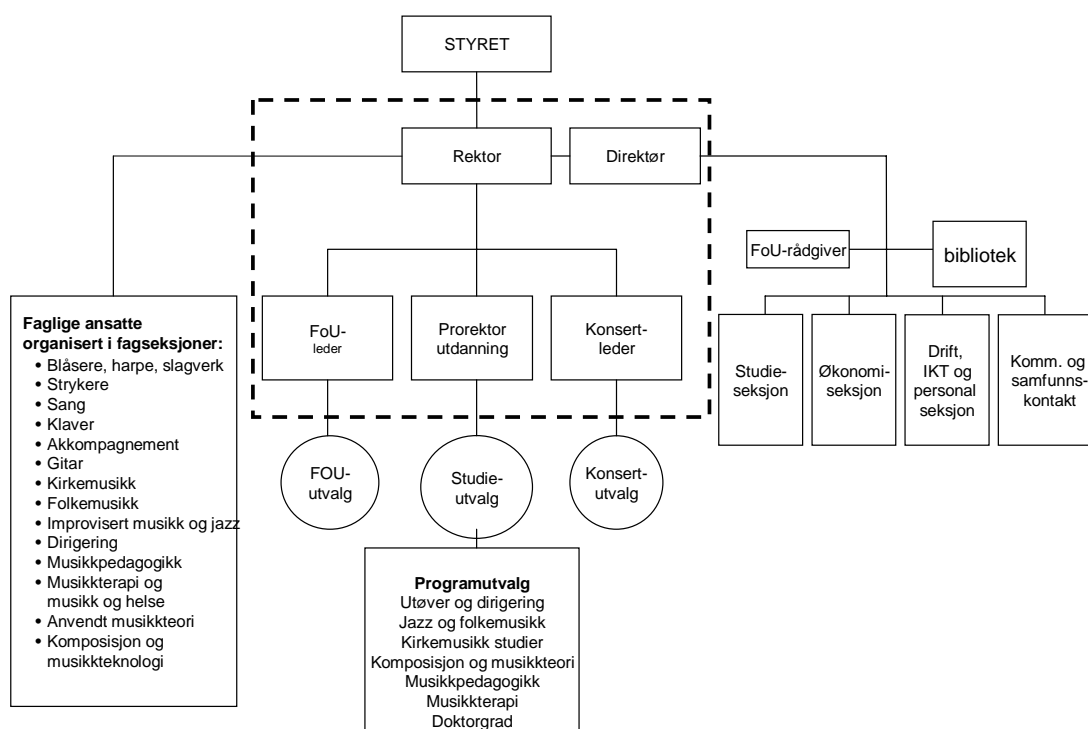 STYRET
Rektor
Direktør
FoU-rådgiver
bibliotek
Faglige ansatte
organisert i fagseksjoner:
• Blåsere, harpe, slagverk
• Strykere
• Sang
• Klaver
• Akkompagnement
• Gitar
• Kirkemusikk
• Folkemusikk
• Improvisert musikk og jazz
• Dirigering
• Musikkpedagogikk
• Musikkterapi og
musikk og helse
• Anvendt musikkteori
• Komposisjon og
musikkteknologi
FoU-
leder
Prorektor
utdanning
Konsert-
leder
Studie-
seksjon
Økonomi-
seksjon
Drift,
IKT og
personal
seksjon
Komm. og
samfunns-
kontakt
FOU-
utvalg
Studie-
utvalg
Konsert-
utvalg
Programutvalg
Utøver og dirigering
Jazz og folkemusikk
Kirkemusikk studier
Komposisjon og musikkteori
Musikkpedagogikk
Musikkterapi
Doktorgrad